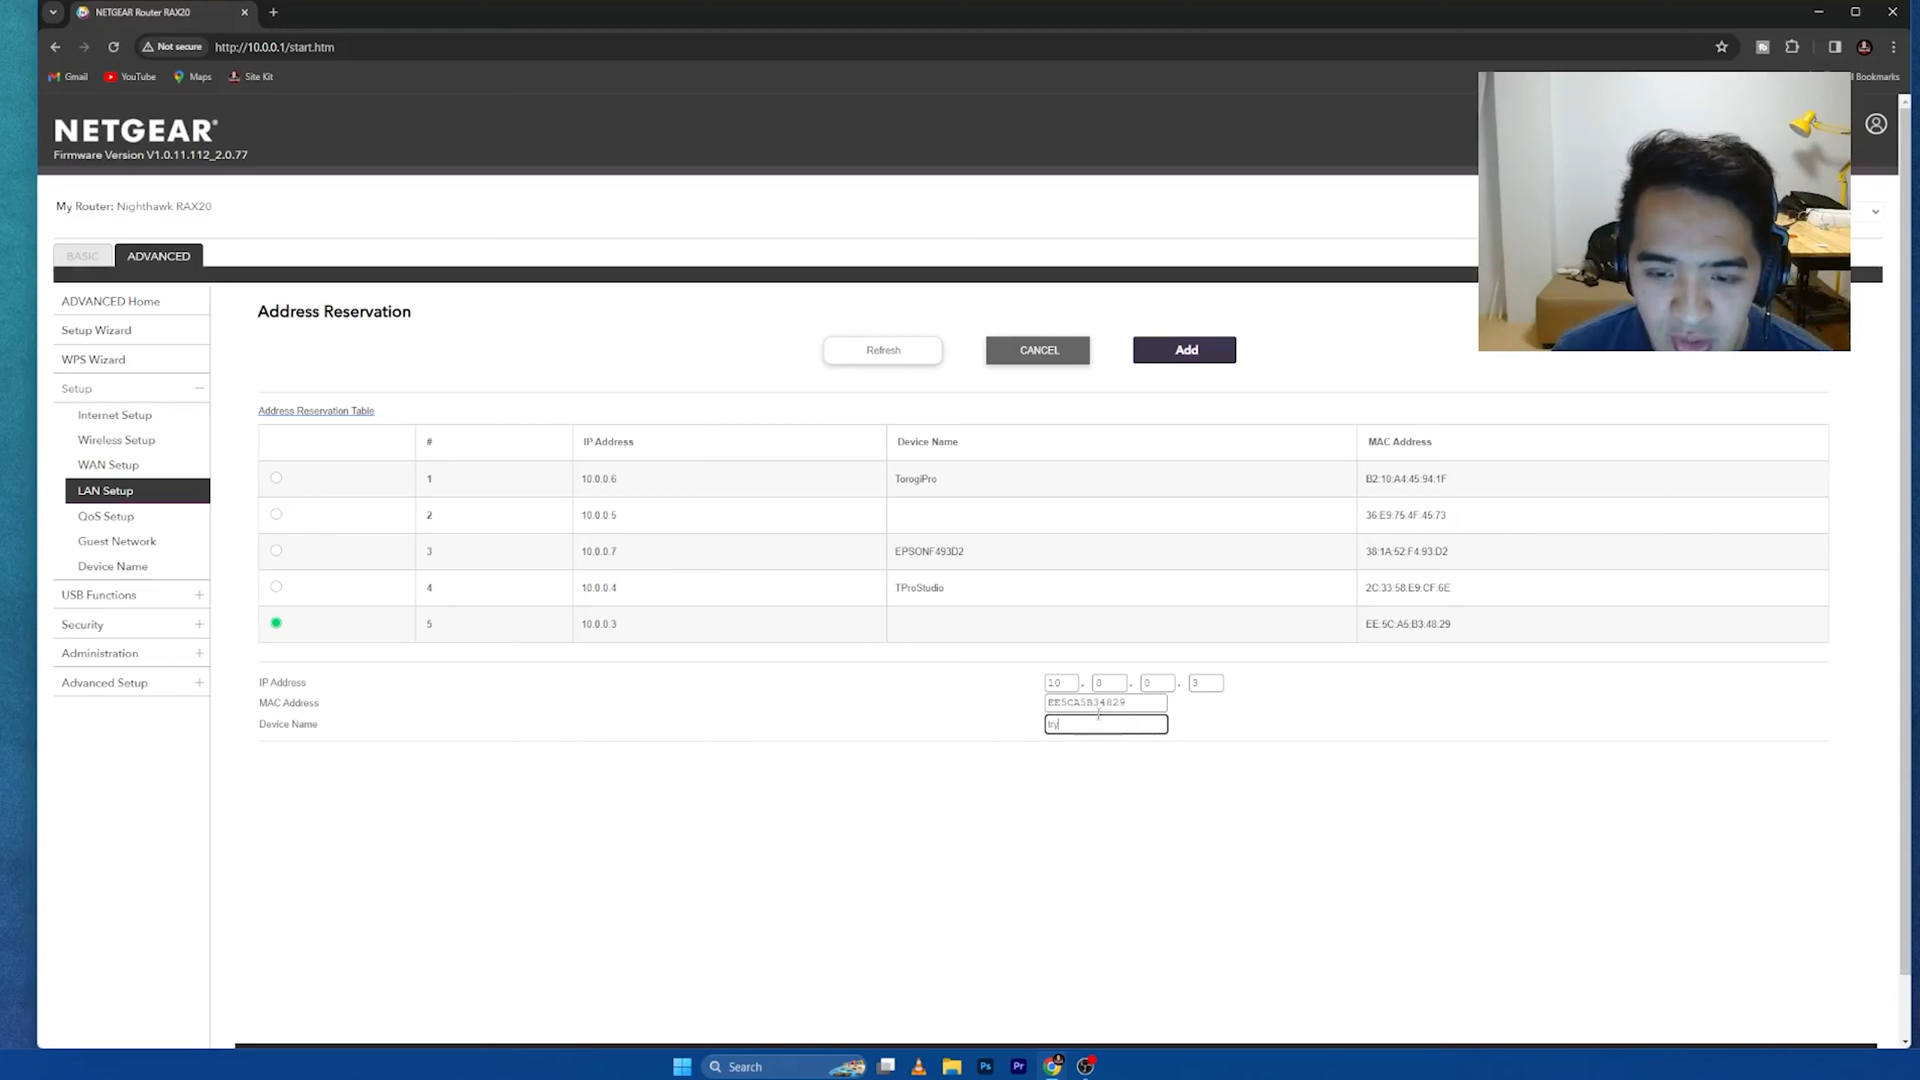 NETGEAR Router RAX20
Not secure
http://10.0.0.1/start.htm
Gmail
YouTube
Maps
Site Kit
Bookmarks
NETGEAR®
Firmware Version V1.0.11.112_2.0.77
My Router: Nighthawk RAX20
BASIC
ADVANCED
ADVANCED Home
Setup Wizard
WPS Wizard
Setup
Internet Setup
Wireless Setup
WAN Setup
LAN Setup
QoS Setup
Guest Network
Device Name
USB Functions
Security
Administration
Advanced Setup
Address Reservation
Refresh
CANCEL
Add
Address Reservation Table
# IP Address Device Name MAC Address
1 10.0.0.6 TorogiPro B2:10:A4:45:94:1F
2 10.0.0.5 36:E9:75:4F:45:73
3 10.0.0.7 EPSONF493D2 38:1A:52:F4:93:D2
4 10.0.0.4 TProStudio 2C:33:58:E9:CF:6E
5 10.0.0.3 EE:5C:A5:B3:48:29
IP Address 10 . 0 . 0 . 3
MAC Address EE5CA5B34829
Device Name try
Search
Ps
Pr